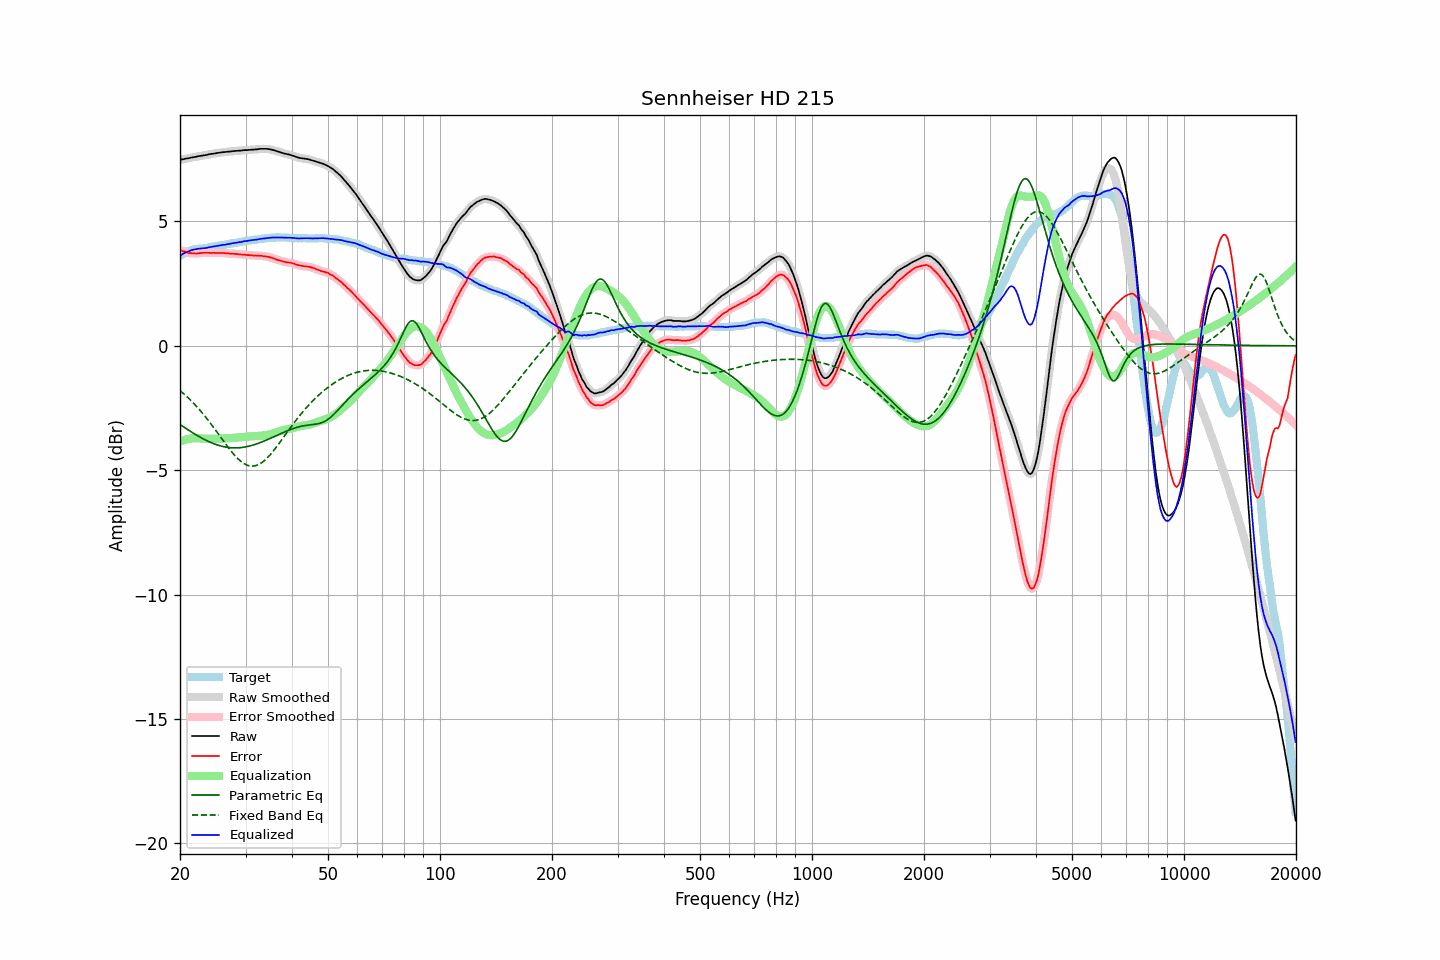 Sennheiser HD 215
Amplitude (dBr)
5
0
−5
−10
−15
−20
Target
Raw Smoothed
Error Smoothed
Raw
Error
Equalization
Parametric Eq
Fixed Band Eq
Equalized
20 50 100 200 500 1000 2000 5000 10000 20000
Frequency (Hz)